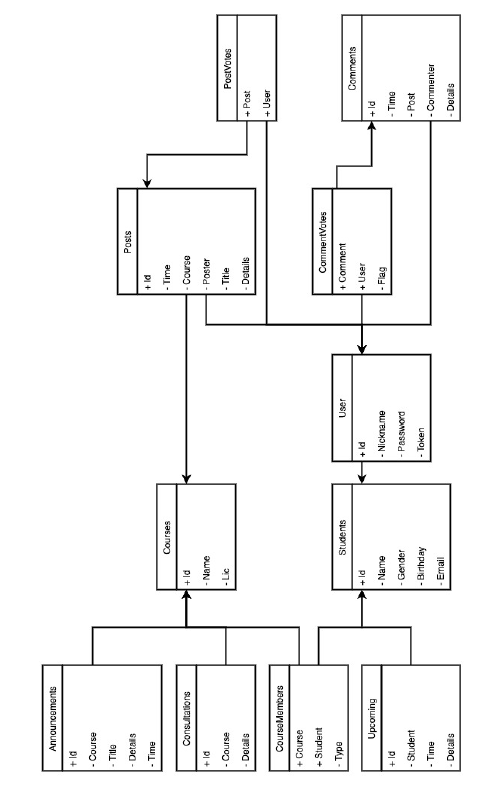 PostVotes
+ Post
+ User
Comments
+ Id
- Time
- Post
- Commenter
- Details
Posts
+ Id
- Time
- Course
- Poster
- Title
- Details
CommentVotes
+ Comment
+ User
- Flag
User
+ Id
- Nickname
- Password
- Token
Courses
+ Id
- Name
- Lic
Students
+ Id
- Name
- Gender
- Birthday
- Email
Announcements
+ Id
- Course
- Title
- Details
- Time
Consultations
+ Id
- Course
- Details
CourseMembers
+ Course
+ Student
- Type
Upcoming
+ Id
- Student
- Time
- Details